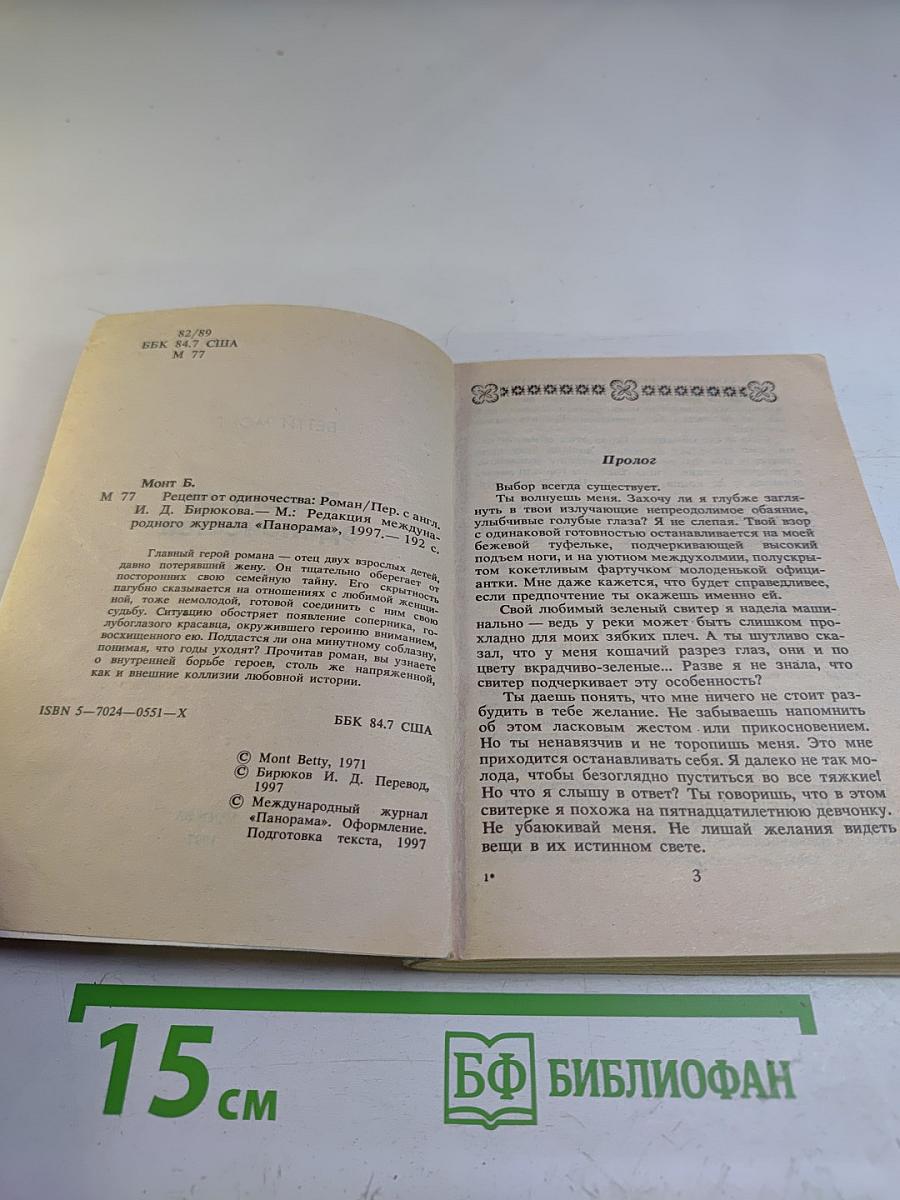 82/89
ББК 84.7 США
М 77
Монт Б.
М 77 Рецепт от одиночества: Роман/Пер. с англ.
И. Д. Бирюкова.— М.: Редакция междуна-
родного журнала «Панорама», 1997.— 192 с.
Главный герой романа — отец двух взрослых детей,
давно потерявший жену. Он тщательно оберегает от
посторонних свою семейную тайну. Его скрытность
пагубно сказывается на отношениях с любимой женщи-
ной, тоже немолодой, готовой соединить с ним свою
судьбу. Ситуацию обостряет появление соперника, го-
лубоглазого красавца, окружившего героиню вниманием,
восхищенного ею. Поддастся ли она минутному соблазну,
понимая, что годы уходят? Прочитав роман, вы узнаете
о внутренней борьбе героев, столь же напряженной,
как и внешние коллизии любовной истории.
ISBN 5—7024—0551—X
ББК 84.7 США
© Mont Betty, 1971
© Бирюков И. Д. Перевод,
1997
© Международный журнал
«Панорама». Оформление.
Подготовка текста, 1997
Пролог
Выбор всегда существует.
Ты волнуешь меня. Захочу ли я глубже загля-
нуть в твои излучающие непреодолимое обаяние,
улыбчивые голубые глаза? Я не слепая. Твой взор
с одинаковой готовностью останавливается на моей
бежевой туфельке, подчеркивающей высокий
подъем ноги, и на уютном междухолмии, полускры-
том кокетливым фартучком молоденькой офици-
антки. Мне даже кажется, что будет справедливее,
если предпочтение ты окажешь именно ей.
Свой любимый зеленый свитер я надела маши-
нально — ведь у реки может быть слишком про-
хладно для моих зябких плеч. А ты шутливо ска-
зал, что у меня кошачий разрез глаз, они и по
цвету вкрадчиво-зеленые... Разве я не знала, что
свитер подчеркивает эту особенность?
Ты даешь понять, что мне ничего не стоит раз-
будить в тебе желание. Не забываешь напомнить
об этом ласковым жестом или прикосновением.
Но ты ненавязчив и не торопишь меня. Это мне
приходится останавливать себя. Я далеко не так мо-
лода, чтобы безоглядно пуститься во все тяжкие!
Но что я слышу в ответ? Ты говоришь, что в этом
свитерке я похожа на пятнадцатилетнюю девчонку.
Не убаюкивай меня. Не лишай желания видеть
вещи в их истинном свете.
1*
3
15 см
БФ БИБЛИОФАН